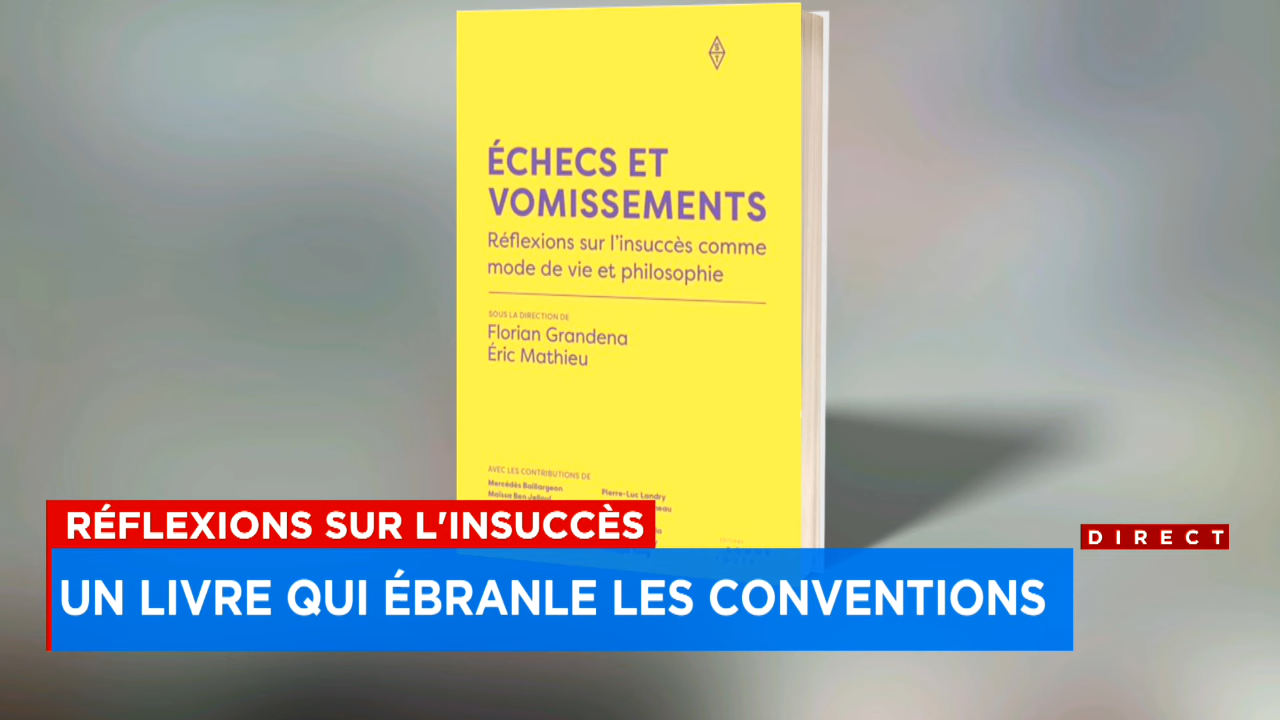 S
T
ÉCHECS ET
VOMISSEMENTS
Réflexions sur l'insuccès comme
mode de vie et philosophie
SOUS LA DIRECTION DE
Florian Grandena
Éric Mathieu
AVEC LES CONTRIBUTIONS DE
Mercédès Baillargeon
Pierre-Luc Landry
RÉFLEXIONS SUR L'INSUCCÈS
DIRECT
UN LIVRE QUI ÉBRANLE LES CONVENTIONS